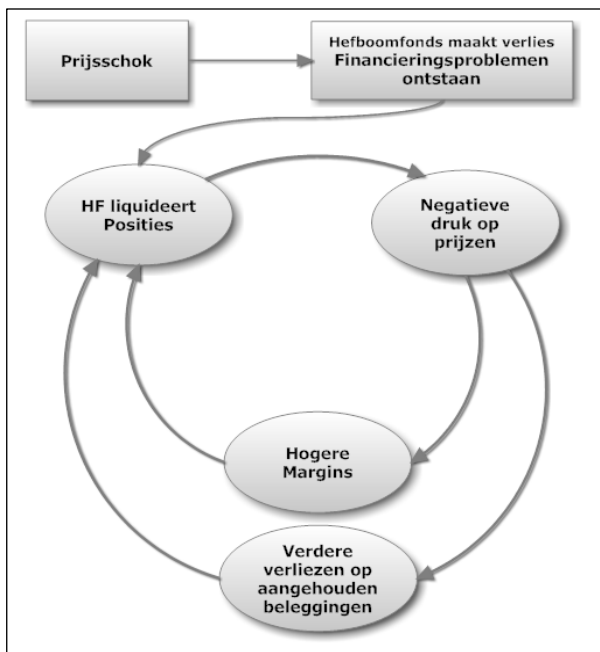 Prijsschok
Hefboomfonds maakt verlies
Financieringsproblemen
ontstaan
HF liquideert
Posities
Negatieve
druk op
prijzen
Hogere
Margins
Verdere
verliezen op
aangehouden
beleggingen